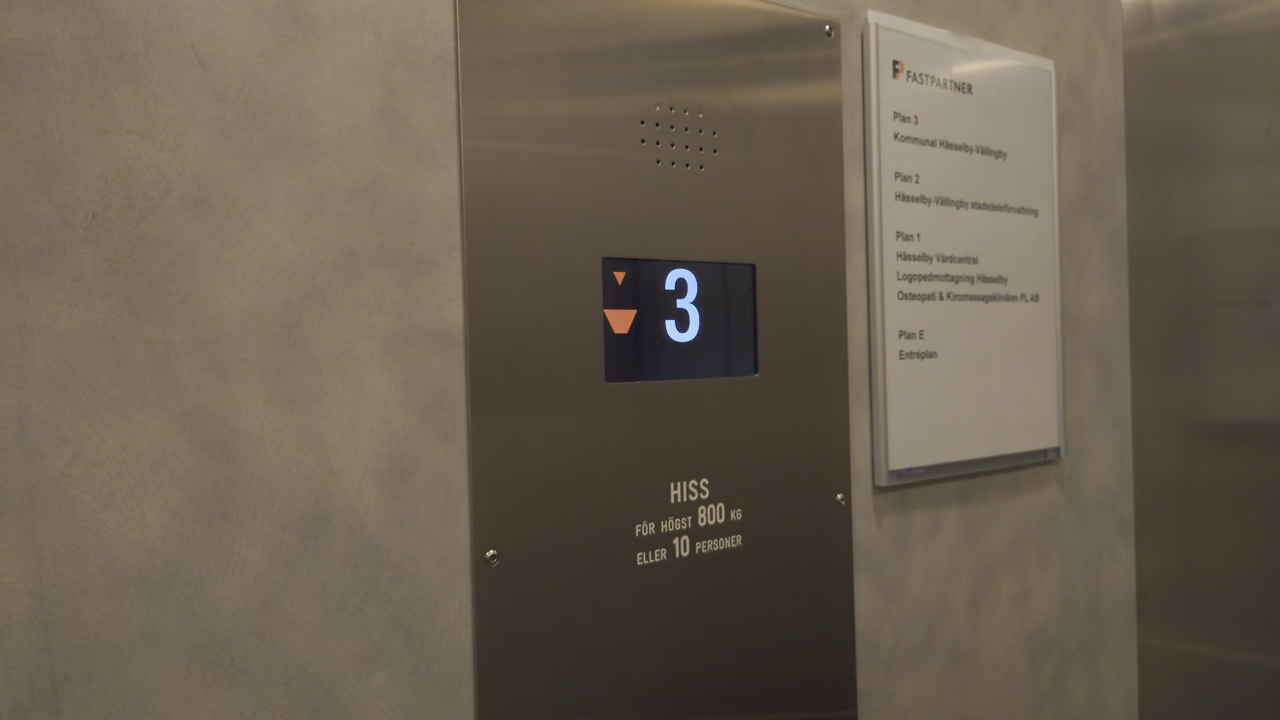 3
HISS
FÖR HÖGST 800 KG
ELLER 10 PERSONER
FASTPARTNER
Plan 3
Kommunal Hässelby-Vällingby
Plan 2
Hässelby-Vällingby stadsdelsförvaltning
Plan 1
Hässelby Vårdcentral
Logopedmottagning Hässelby
Osteopati & Kiromassagekliniken PL AB
Plan E
Entréplan